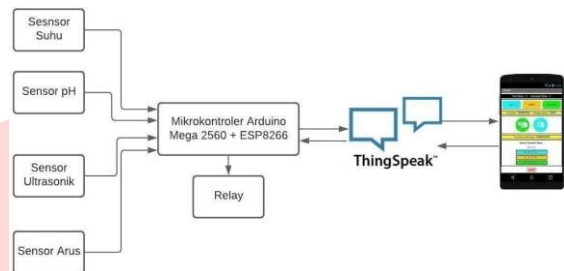 Sesnsor
Suhu
Sensor pH
Sensor
Ultrasonik
Sensor Arus
Mikrokontroler Arduino
Mega 2560 + ESP8266
Relay
ThingSpeak™